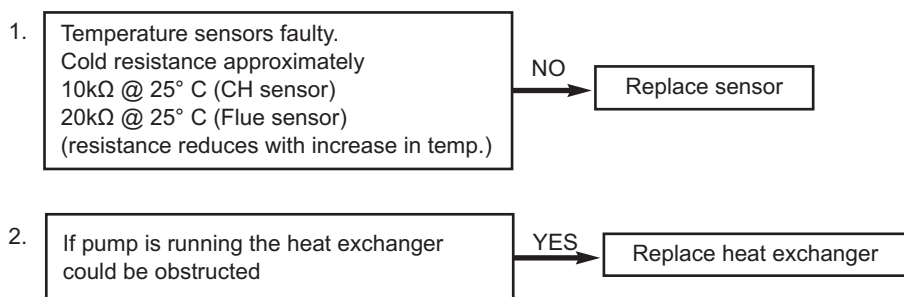 1.
Temperature sensors faulty.
Cold resistance approximately
10kΩ @ 25° C (CH sensor)
20kΩ @ 25° C (Flue sensor)
(resistance reduces with increase in temp.)
NO
Replace sensor
2.
If pump is running the heat exchanger
could be obstructed
YES
Replace heat exchanger